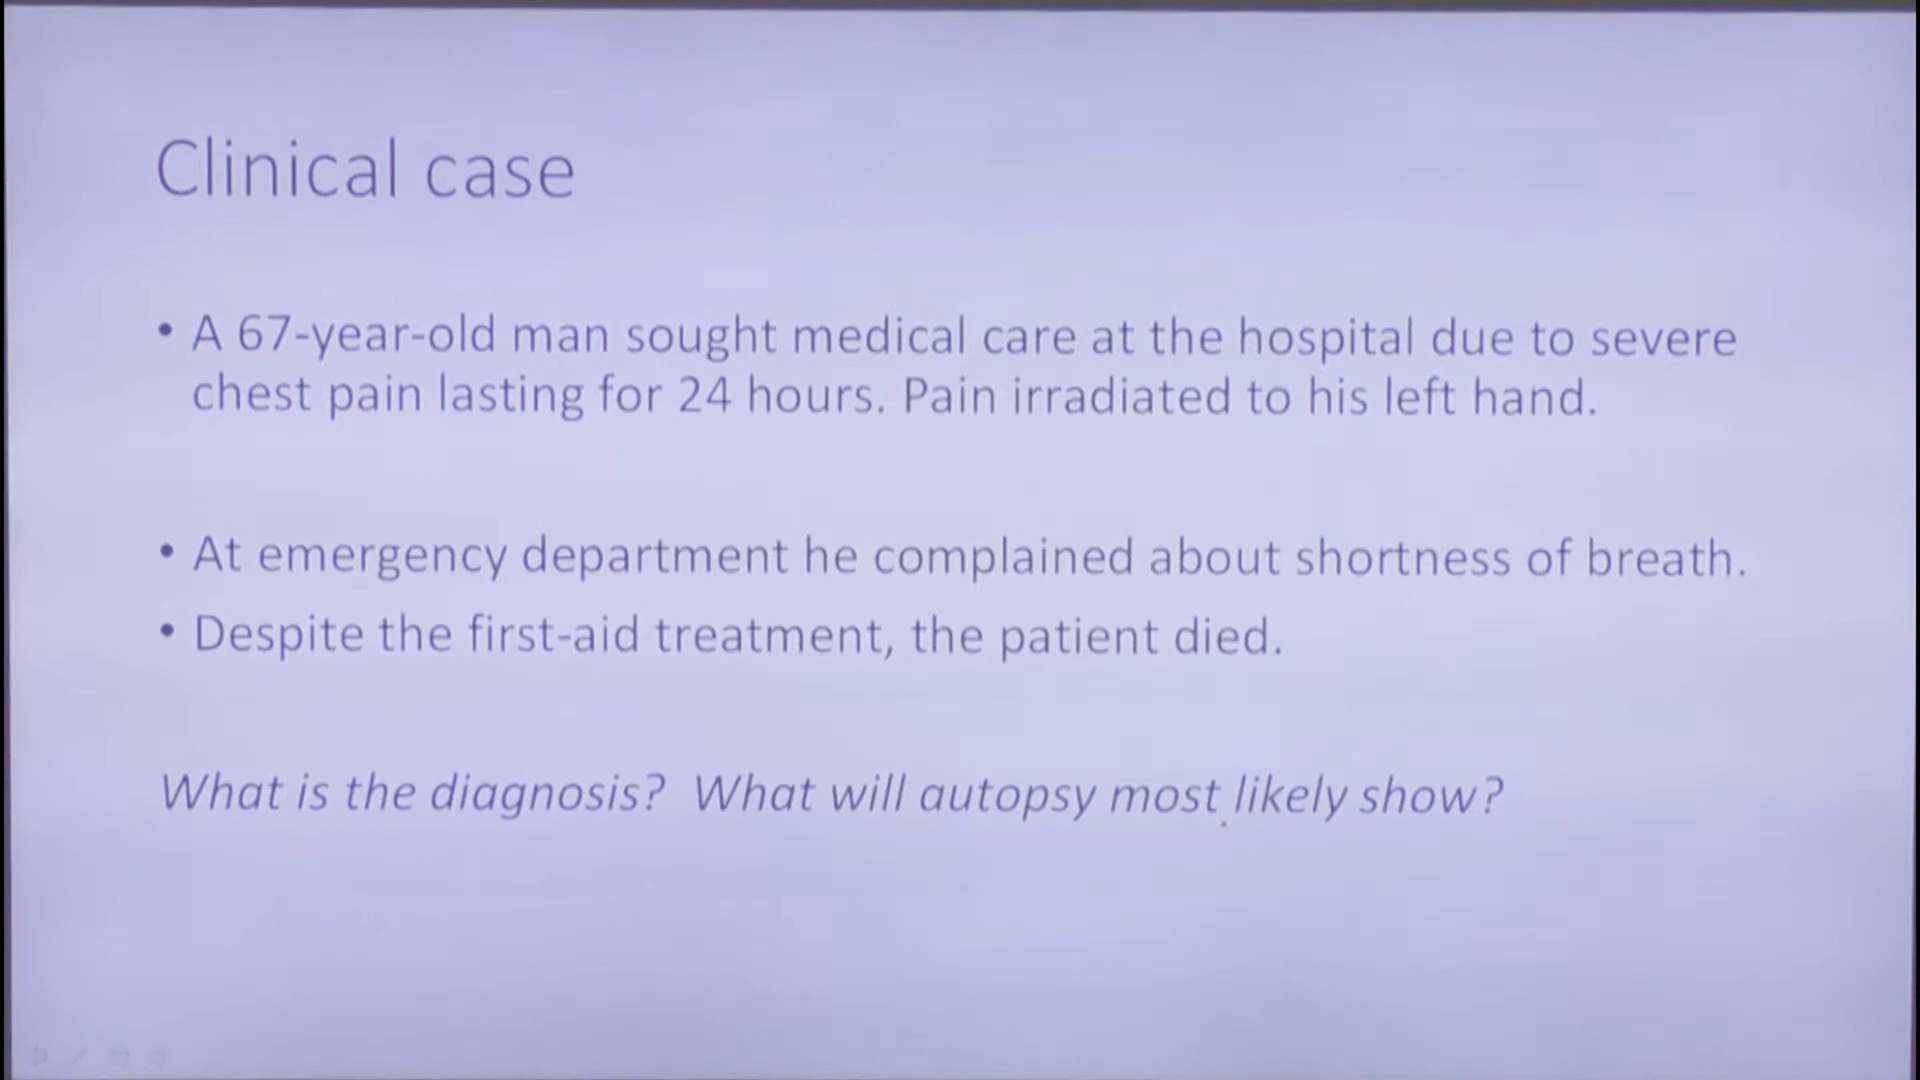 Clinical case
• A 67-year-old man sought medical care at the hospital due to severe
chest pain lasting for 24 hours. Pain irradiated to his left hand.
• At emergency department he complained about shortness of breath.
• Despite the first-aid treatment, the patient died.
What is the diagnosis? What will autopsy most likely show?